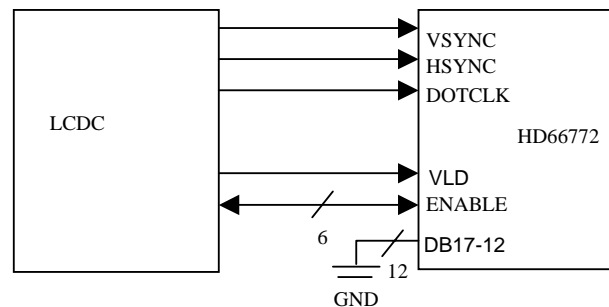 VSYNC
HSYNC
DOTCLK
LCDC
HD66772
VLD
ENABLE
6
DB17-12
12
GND